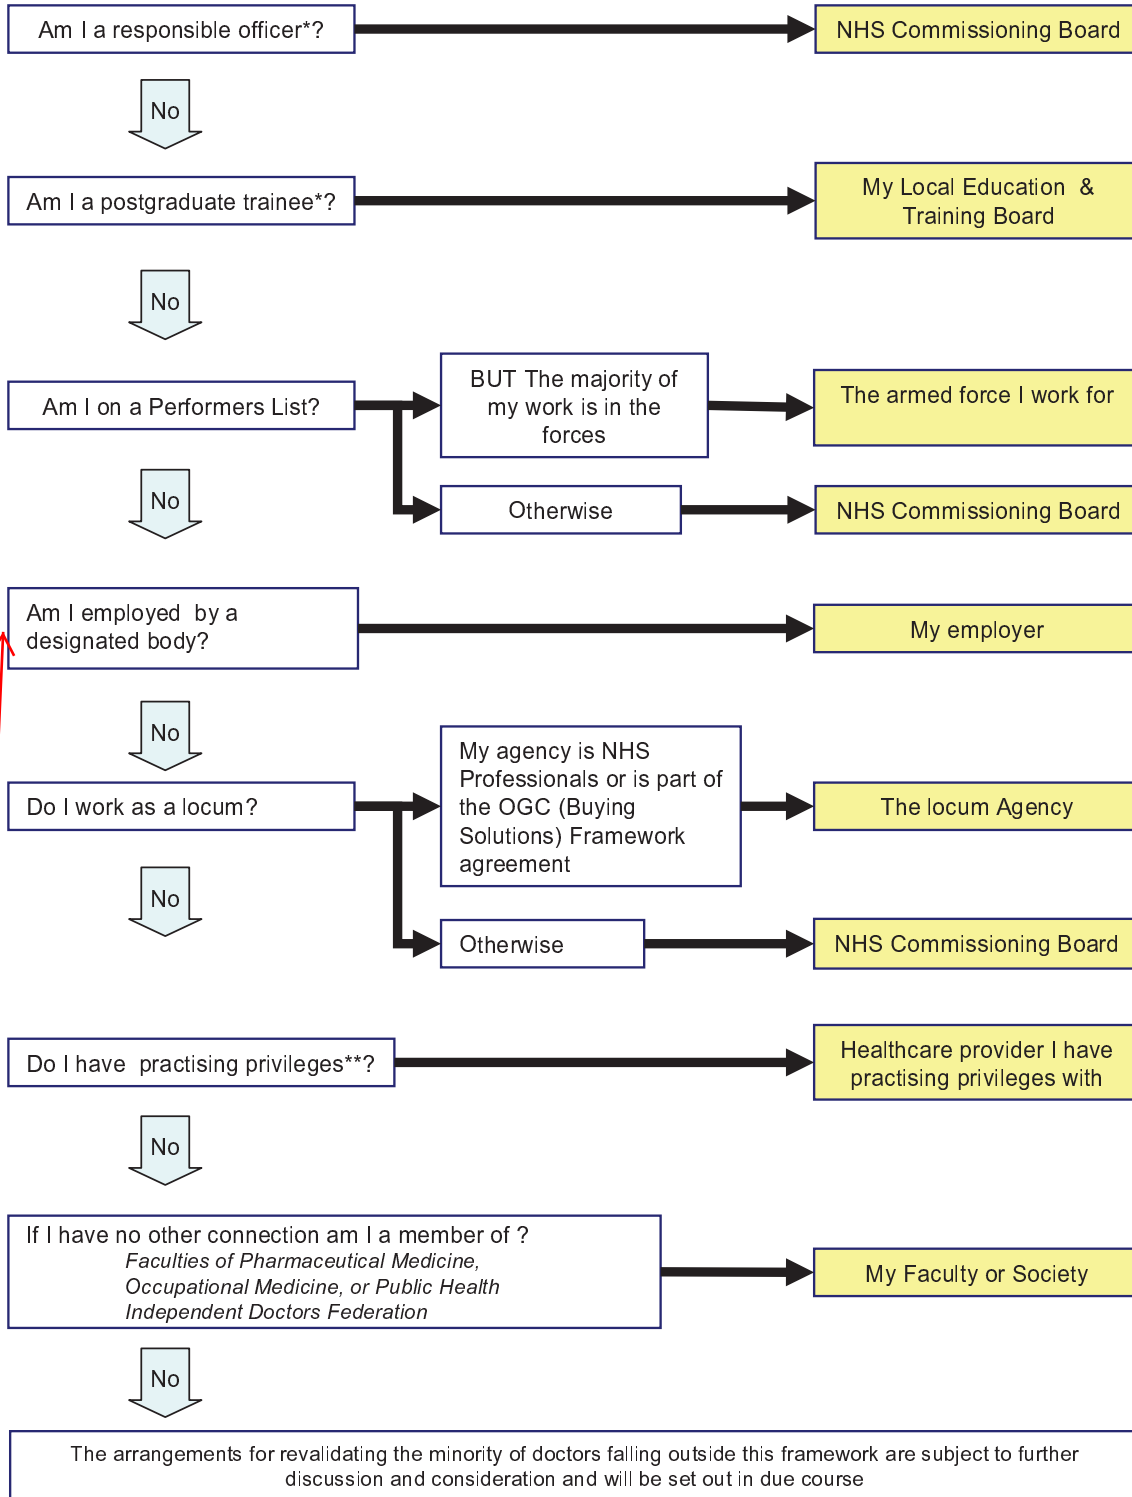 Am I a responsible officer*?
NHS Commissioning Board
No
Am I a postgraduate trainee*?
My Local Education &
Training Board
No
Am I on a Performers List?
BUT The majority of
my work is in the
forces
The armed force I work for
Otherwise
NHS Commissioning Board
No
Am I employed by a
designated body?
My employer
No
Do I work as a locum?
My agency is NHS
Professionals or is part of
the OGC (Buying
Solutions) Framework
agreement
The locum Agency
Otherwise
NHS Commissioning Board
No
Do I have practising privileges**?
Healthcare provider I have
practising privileges with
No
If I have no other connection am I a member of ?
Faculties of Pharmaceutical Medicine,
Occupational Medicine, or Public Health
Independent Doctors Federation
My Faculty or Society
No
The arrangements for revalidating the minority of doctors falling outside this framework are subject to further
discussion and consideration and will be set out in due course